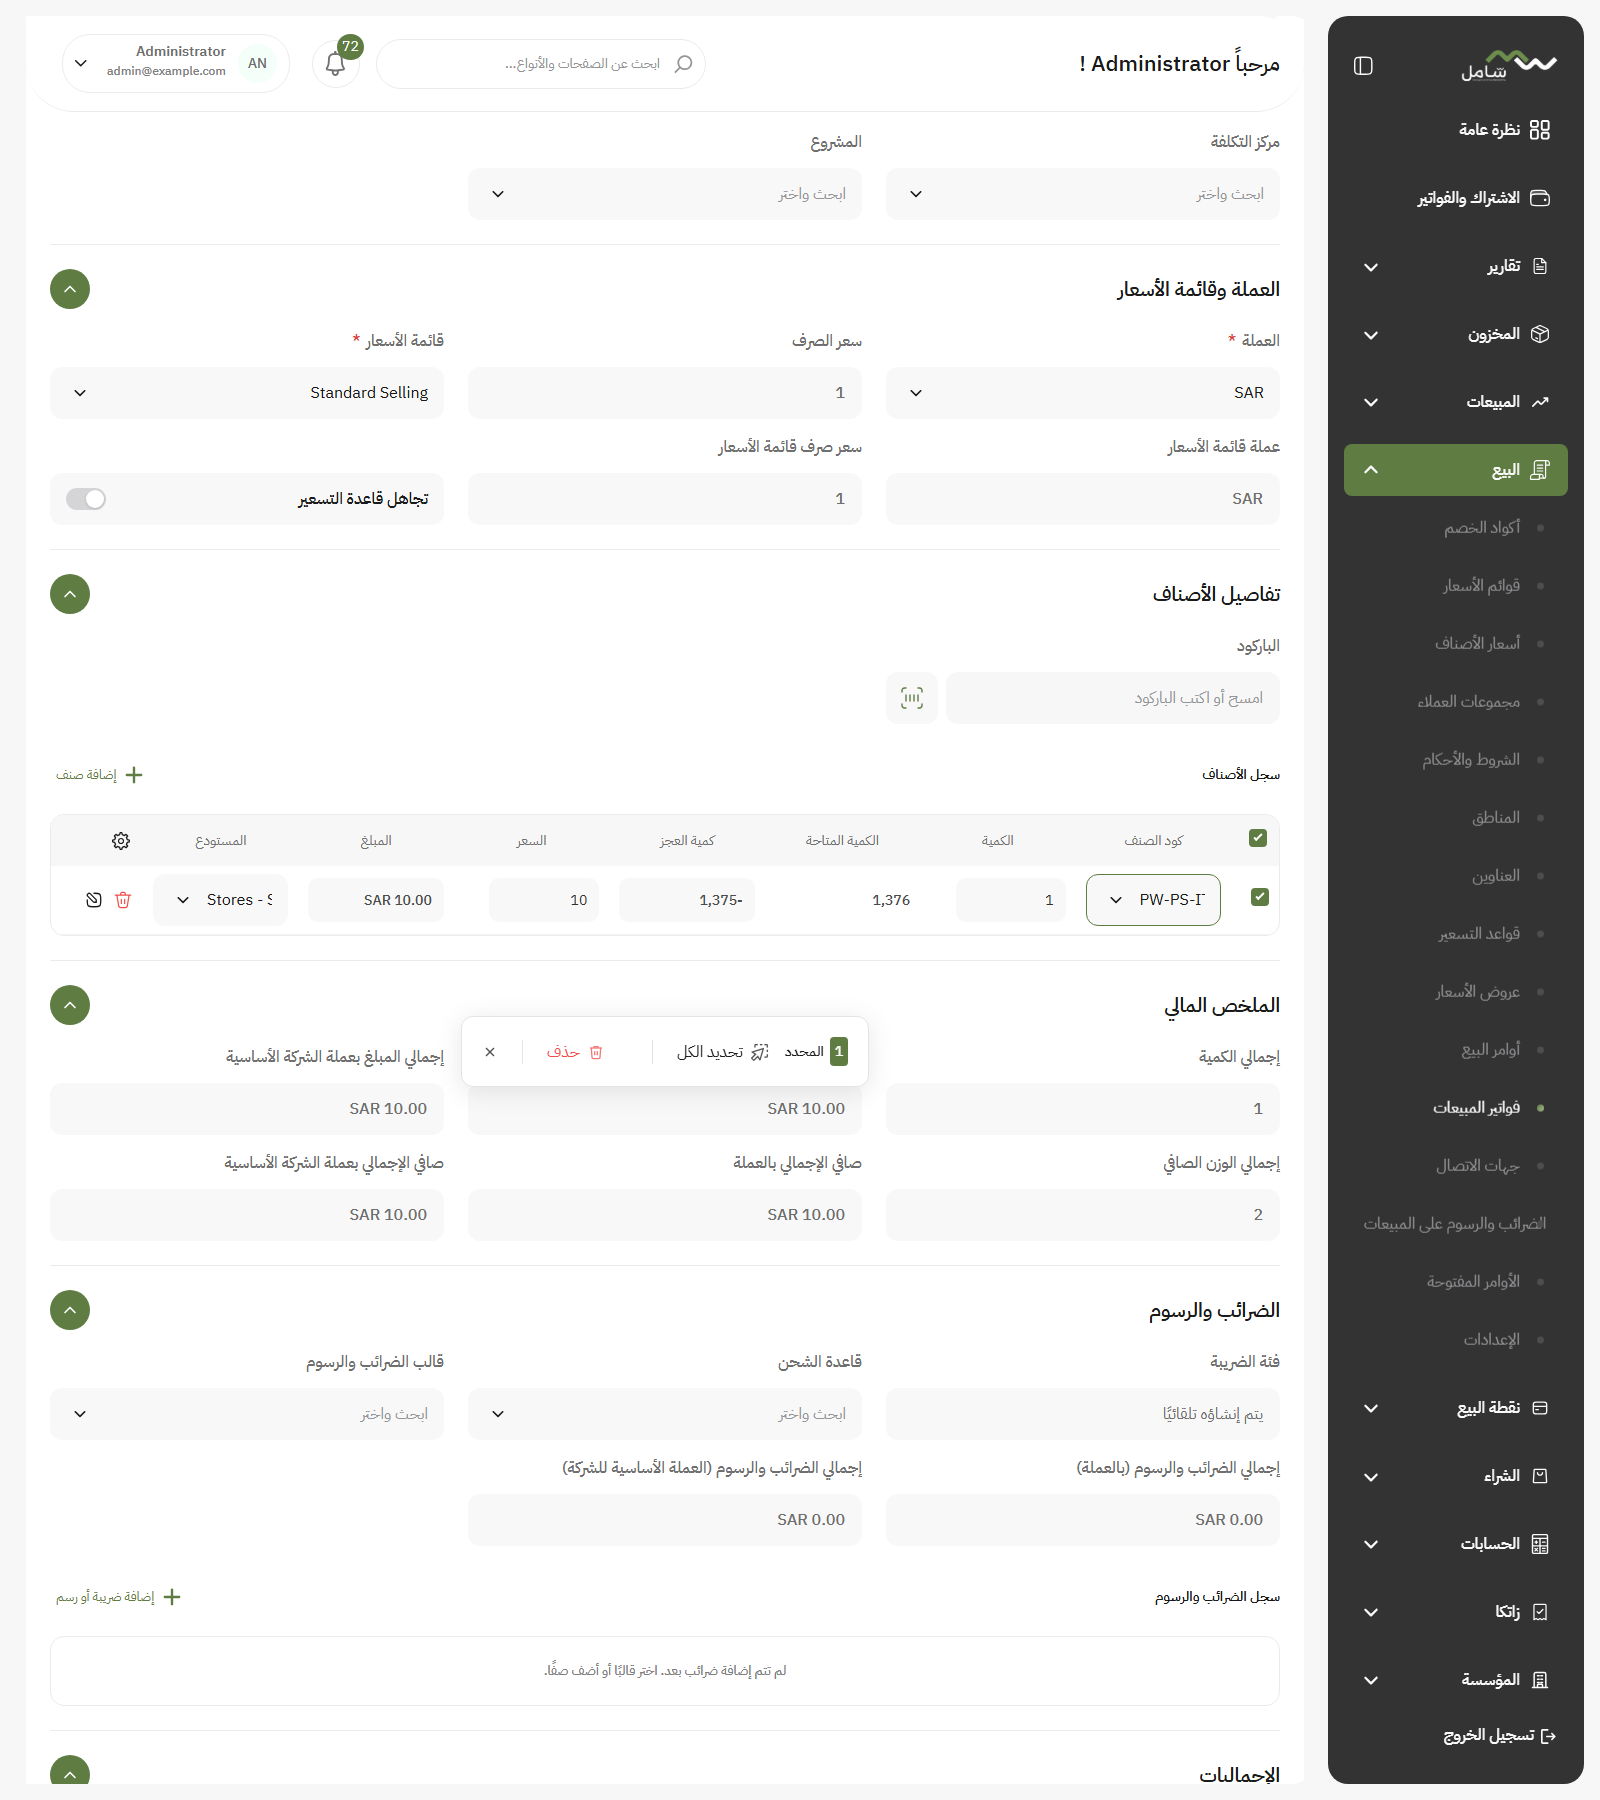 شامل
نظرة عامة
الاشتراك والفواتير
تقارير
المخزون
المبيعات
البيع
أكواد الخصم
قوائم الأسعار
أسعار الأصناف
مجموعات العملاء
الشروط والأحكام
المناطق
العناوين
قواعد التسعير
عروض الأسعار
أوامر البيع
فواتير المبيعات
جهات الاتصال
الضرائب والرسوم على المبيعات
الأوامر المفتوحة
الإعدادات
نقطة البيع
الشراء
الحسابات
زاتكا
المؤسسة
تسجيل الخروج
مرحباً Administrator !
ابحث عن الصفحات والأنواع...
72
AN
Administrator
admin@example.com
مركز التكلفة
المشروع
ابحث واختر
ابحث واختر
العملة وقائمة الأسعار
العملة *
سعر الصرف
قائمة الأسعار *
SAR
1
Standard Selling
عملة قائمة الأسعار
سعر صرف قائمة الأسعار
SAR
1
تجاهل قاعدة التسعير
تفاصيل الأصناف
الباركود
امسح أو اكتب الباركود
سجل الأصناف
إضافة صنف
كود الصنف
الكمية
الكمية المتاحة
كمية العجز
السعر
المبلغ
المستودع
PW-PS-IT
1
1,376
1,375-
10
SAR 10.00
Stores - S
الملخص المالي
1 المحدد
تحديد الكل
حذف
إجمالي الكمية
إجمالي المبلغ بعملة الشركة الأساسية
1
SAR 10.00
SAR 10.00
إجمالي الوزن الصافي
صافي الإجمالي بالعملة
صافي الإجمالي بعملة الشركة الأساسية
2
SAR 10.00
SAR 10.00
الضرائب والرسوم
فئة الضريبة
قاعدة الشحن
قالب الضرائب والرسوم
يتم إنشاؤه تلقائيًا
ابحث واختر
ابحث واختر
إجمالي الضرائب والرسوم (بالعملة)
إجمالي الضرائب والرسوم (العملة الأساسية للشركة)
SAR 0.00
SAR 0.00
سجل الضرائب والرسوم
إضافة ضريبة أو رسم
لم تتم إضافة ضرائب بعد. اختر قالبًا أو أضف صفًا.
الإجماليات